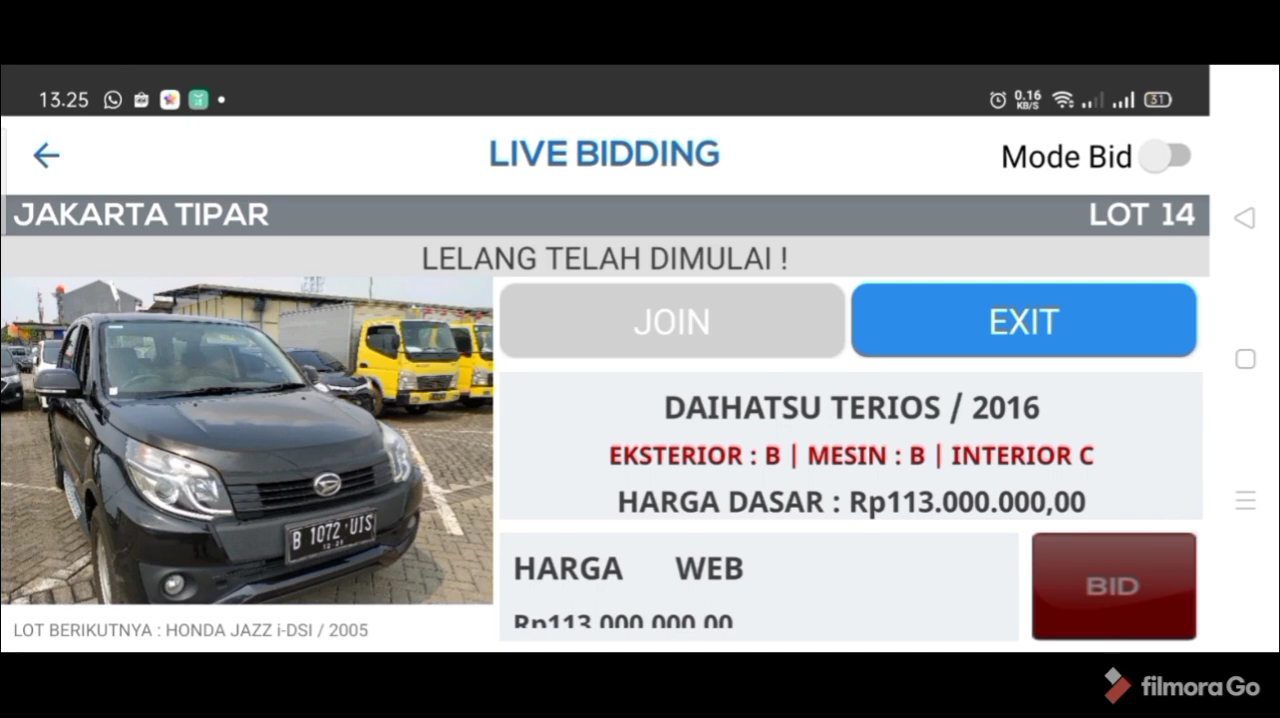 13.25
0.16
KB/S
31
LIVE BIDDING
Mode Bid
JAKARTA TIPAR
LOT 14
LELANG TELAH DIMULAI !
JOIN
EXIT
DAIHATSU TERIOS / 2016
EKSTERIOR : B | MESIN : B | INTERIOR C
HARGA DASAR : Rp113.000.000,00
B 1072 UIS
HARGA WEB
Rp113.000.000,00
BID
LOT BERIKUTNYA : HONDA JAZZ i-DSI / 2005
filmoraGo